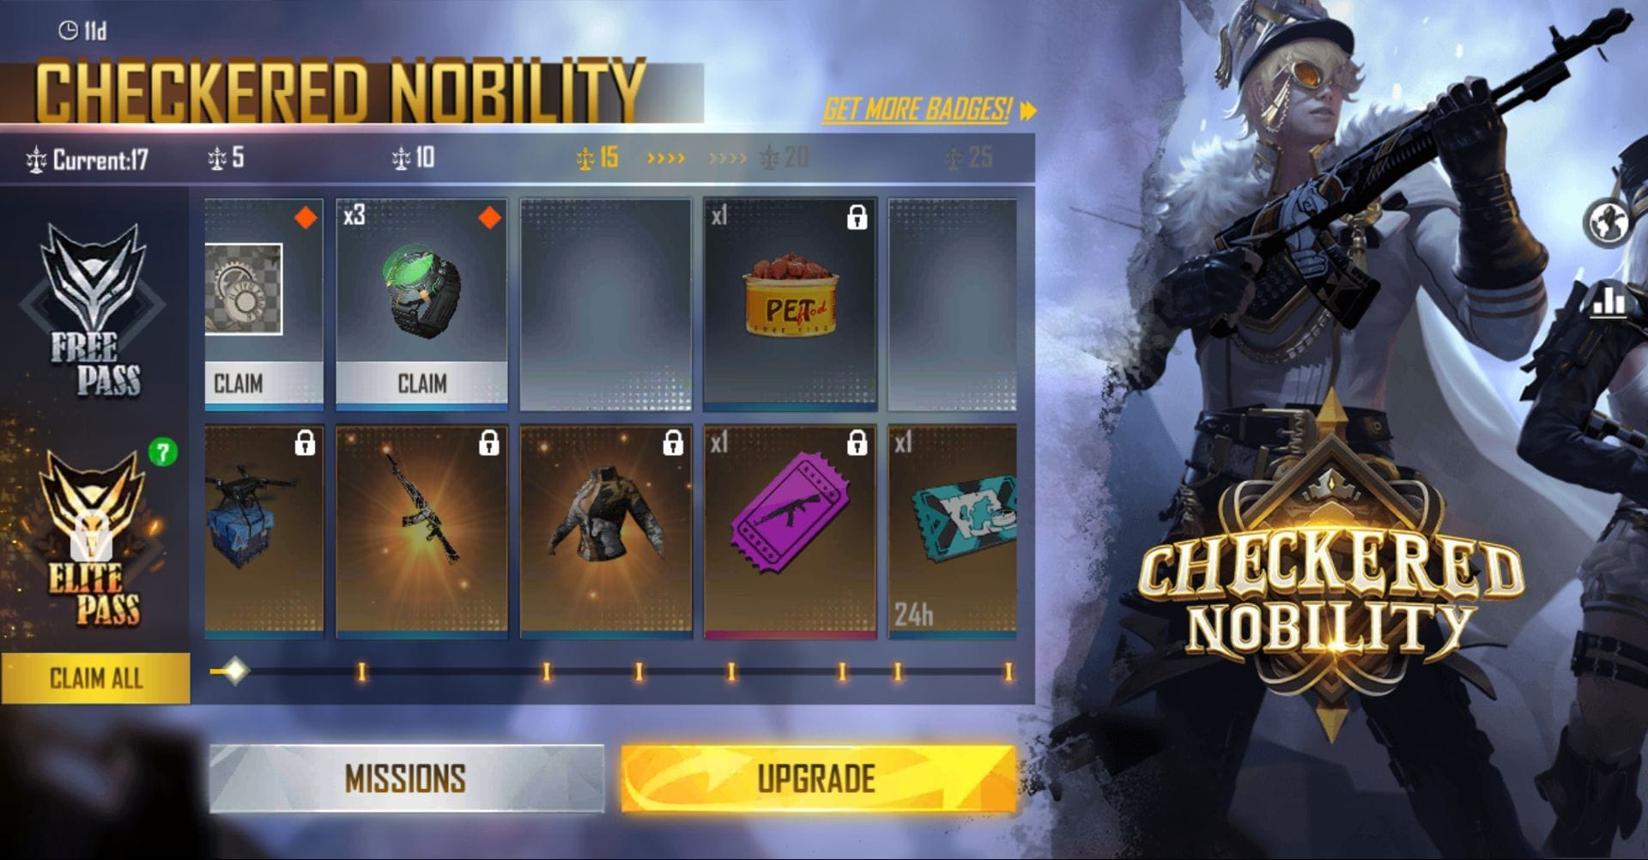 11d
CHECKERED NOBILITY
GET MORE BADGES!
Current:17
5
10
15
20
25
FREE PASS
CLAIM
x3
CLAIM
x1
PET food
ELITE PASS
?
x1
x1
24h
CLAIM ALL
MISSIONS
UPGRADE
CHECKERED
NOBILITY